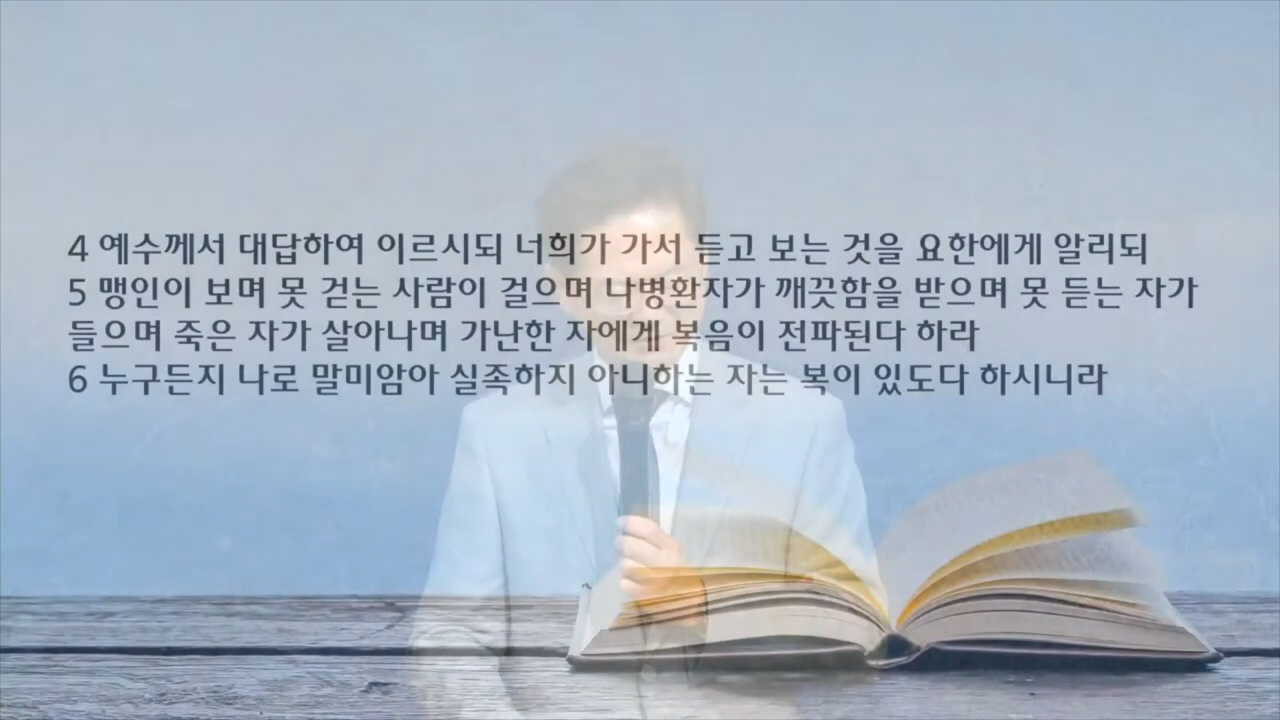 4 예수께서 대답하여 이르시되 너희가 가서 듣고 보는 것을 요한에게 알리되
5 맹인이 보며 못 걷는 사람이 걸으며 나병환자가 깨끗함을 받으며 못 듣는 자가
들으며 죽은 자가 살아나며 가난한 자에게 복음이 전파된다 하라
6 누구든지 나로 말미암아 실족하지 아니하는 자는 복이 있도다 하시니라